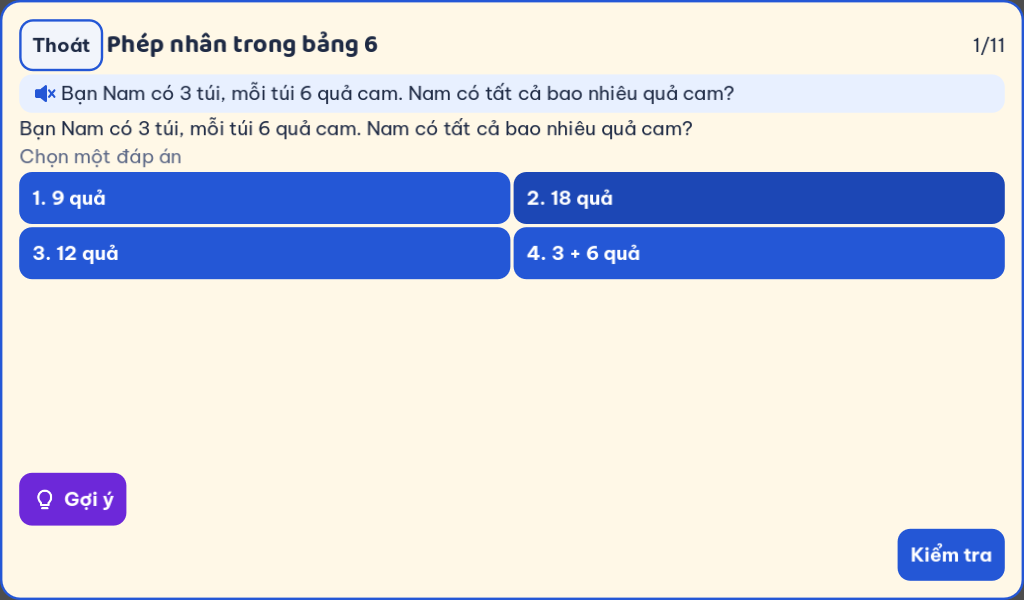 Thoát Phép nhân trong bảng 6 1/11
Bạn Nam có 3 túi, mỗi túi 6 quả cam. Nam có tất cả bao nhiêu quả cam?
Bạn Nam có 3 túi, mỗi túi 6 quả cam. Nam có tất cả bao nhiêu quả cam?
Chọn một đáp án
1. 9 quả
2. 18 quả
3. 12 quả
4. 3 + 6 quả
Gợi ý
Kiểm tra